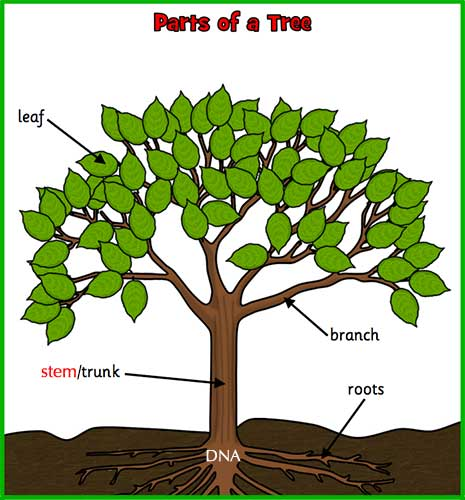 Parts of a Tree
leaf
branch
stem/trunk
roots
DNA